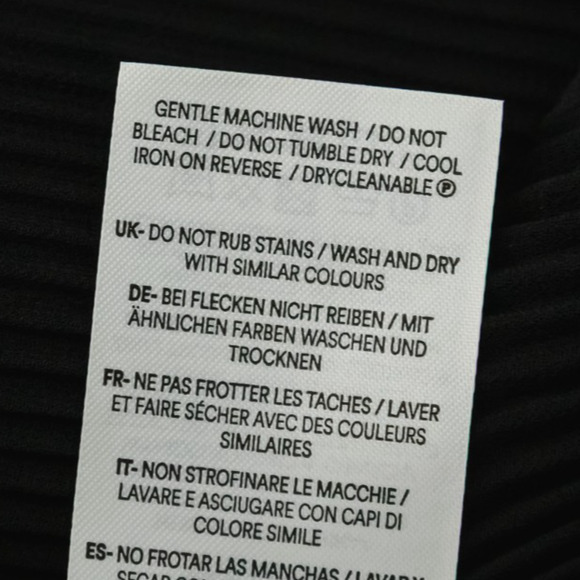 GENTLE MACHINE WASH / DO NOT
BLEACH / DO NOT TUMBLE DRY / COOL
IRON ON REVERSE / DRYCLEANABLE Ⓟ
UK- DO NOT RUB STAINS / WASH AND DRY
WITH SIMILAR COLOURS
DE- BEI FLECKEN NICHT REIBEN / MIT
ÄHNLICHEN FARBEN WASCHEN UND
TROCKNEN
FR- NE PAS FROTTER LES TACHES / LAVER
ET FAIRE SÉCHER AVEC DES COULEURS
SIMILAIRES
IT- NON STROFINARE LE MACCHIE /
LAVARE E ASCIUGARE CON CAPI DI
COLORE SIMILE
ES- NO FROTAR LAS MANCHAS / LAVAR Y
SECAR